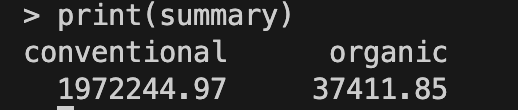 > print(summary)
conventional      organic
  1972244.97     37411.85